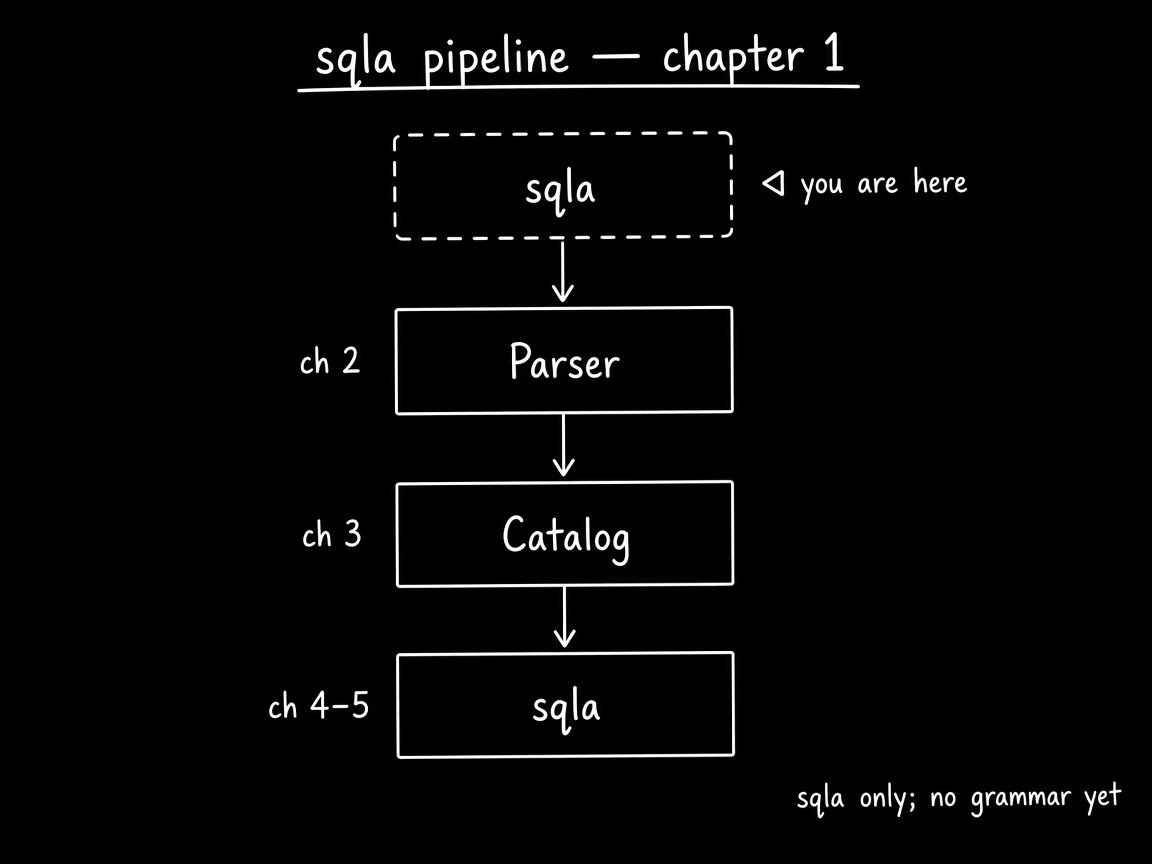 sqla pipeline — chapter 1
sqla
◁ you are here
ch 2
Parser
ch 3
Catalog
ch 4–5
sqla
sqla only; no grammar yet